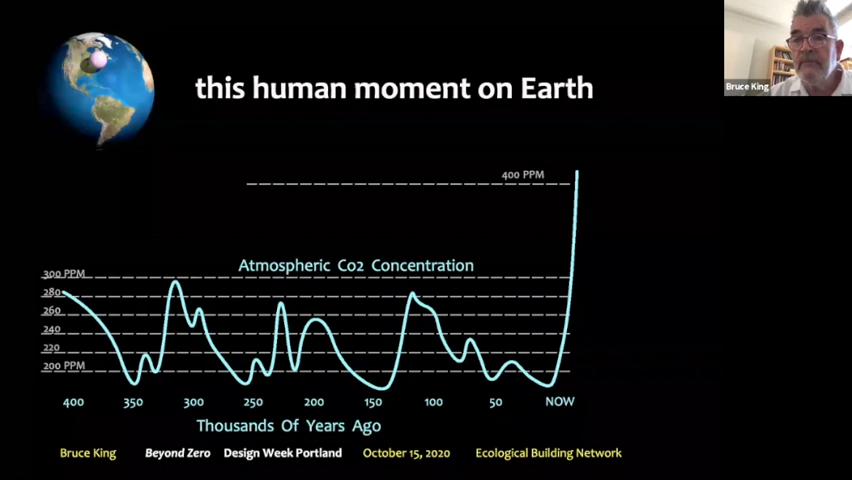 this human moment on Earth
Bruce King
400 PPM
Atmospheric Co2 Concentration
300 PPM
280
260
240
220
200 PPM
400 350 300 250 200 150 100 50 NOW
Thousands Of Years Ago
Bruce King Beyond Zero Design Week Portland October 15, 2020 Ecological Building Network